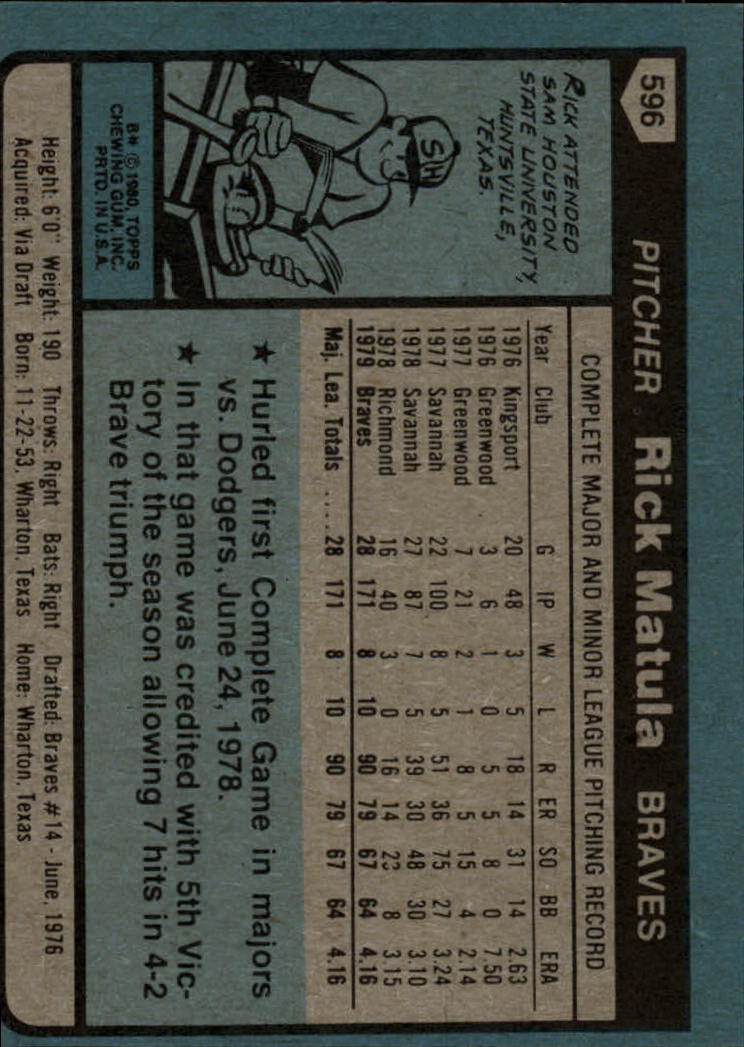 596
PITCHER Rick Matula BRAVES
RICK ATTENDED
SAM HOUSTON
STATE UNIVERSITY,
HUNTSVILLE,
TEXAS.
SH
B# © 1980, TOPPS
CHEWING GUM, INC.
PRTD. IN U.S.A.
COMPLETE MAJOR AND MINOR LEAGUE PITCHING RECORD
Year Club G IP W L R ER SO BB ERA
1976 Kingsport 20 48 3 5 18 14 31 14 2.63
1976 Greenwood 3 6 1 0 5 5 8 0 7.50
1977 Greenwood 7 21 2 1 8 5 15 4 2.14
1977 Savannah 22 100 8 5 51 36 75 27 3.24
1978 Savannah 27 87 7 5 39 30 48 30 3.10
1978 Richmond 16 40 3 0 16 14 23 8 3.15
1979 Braves 28 171 8 10 90 79 67 64 4.16
Maj. Lea. Totals .... 28 171 8 10 90 79 67 64 4.16
★ Hurled first Complete Game in majors
vs. Dodgers, June 24, 1978.
★ In that game was credited with 5th Vic-
tory of the season allowing 7 hits in 4-2
Brave triumph.
Height: 6'0" Weight: 190 Throws: Right Bats: Right Drafted: Braves #14 - June, 1976
Acquired: Via Draft Born: 11-22-53, Wharton, Texas Home: Wharton, Texas